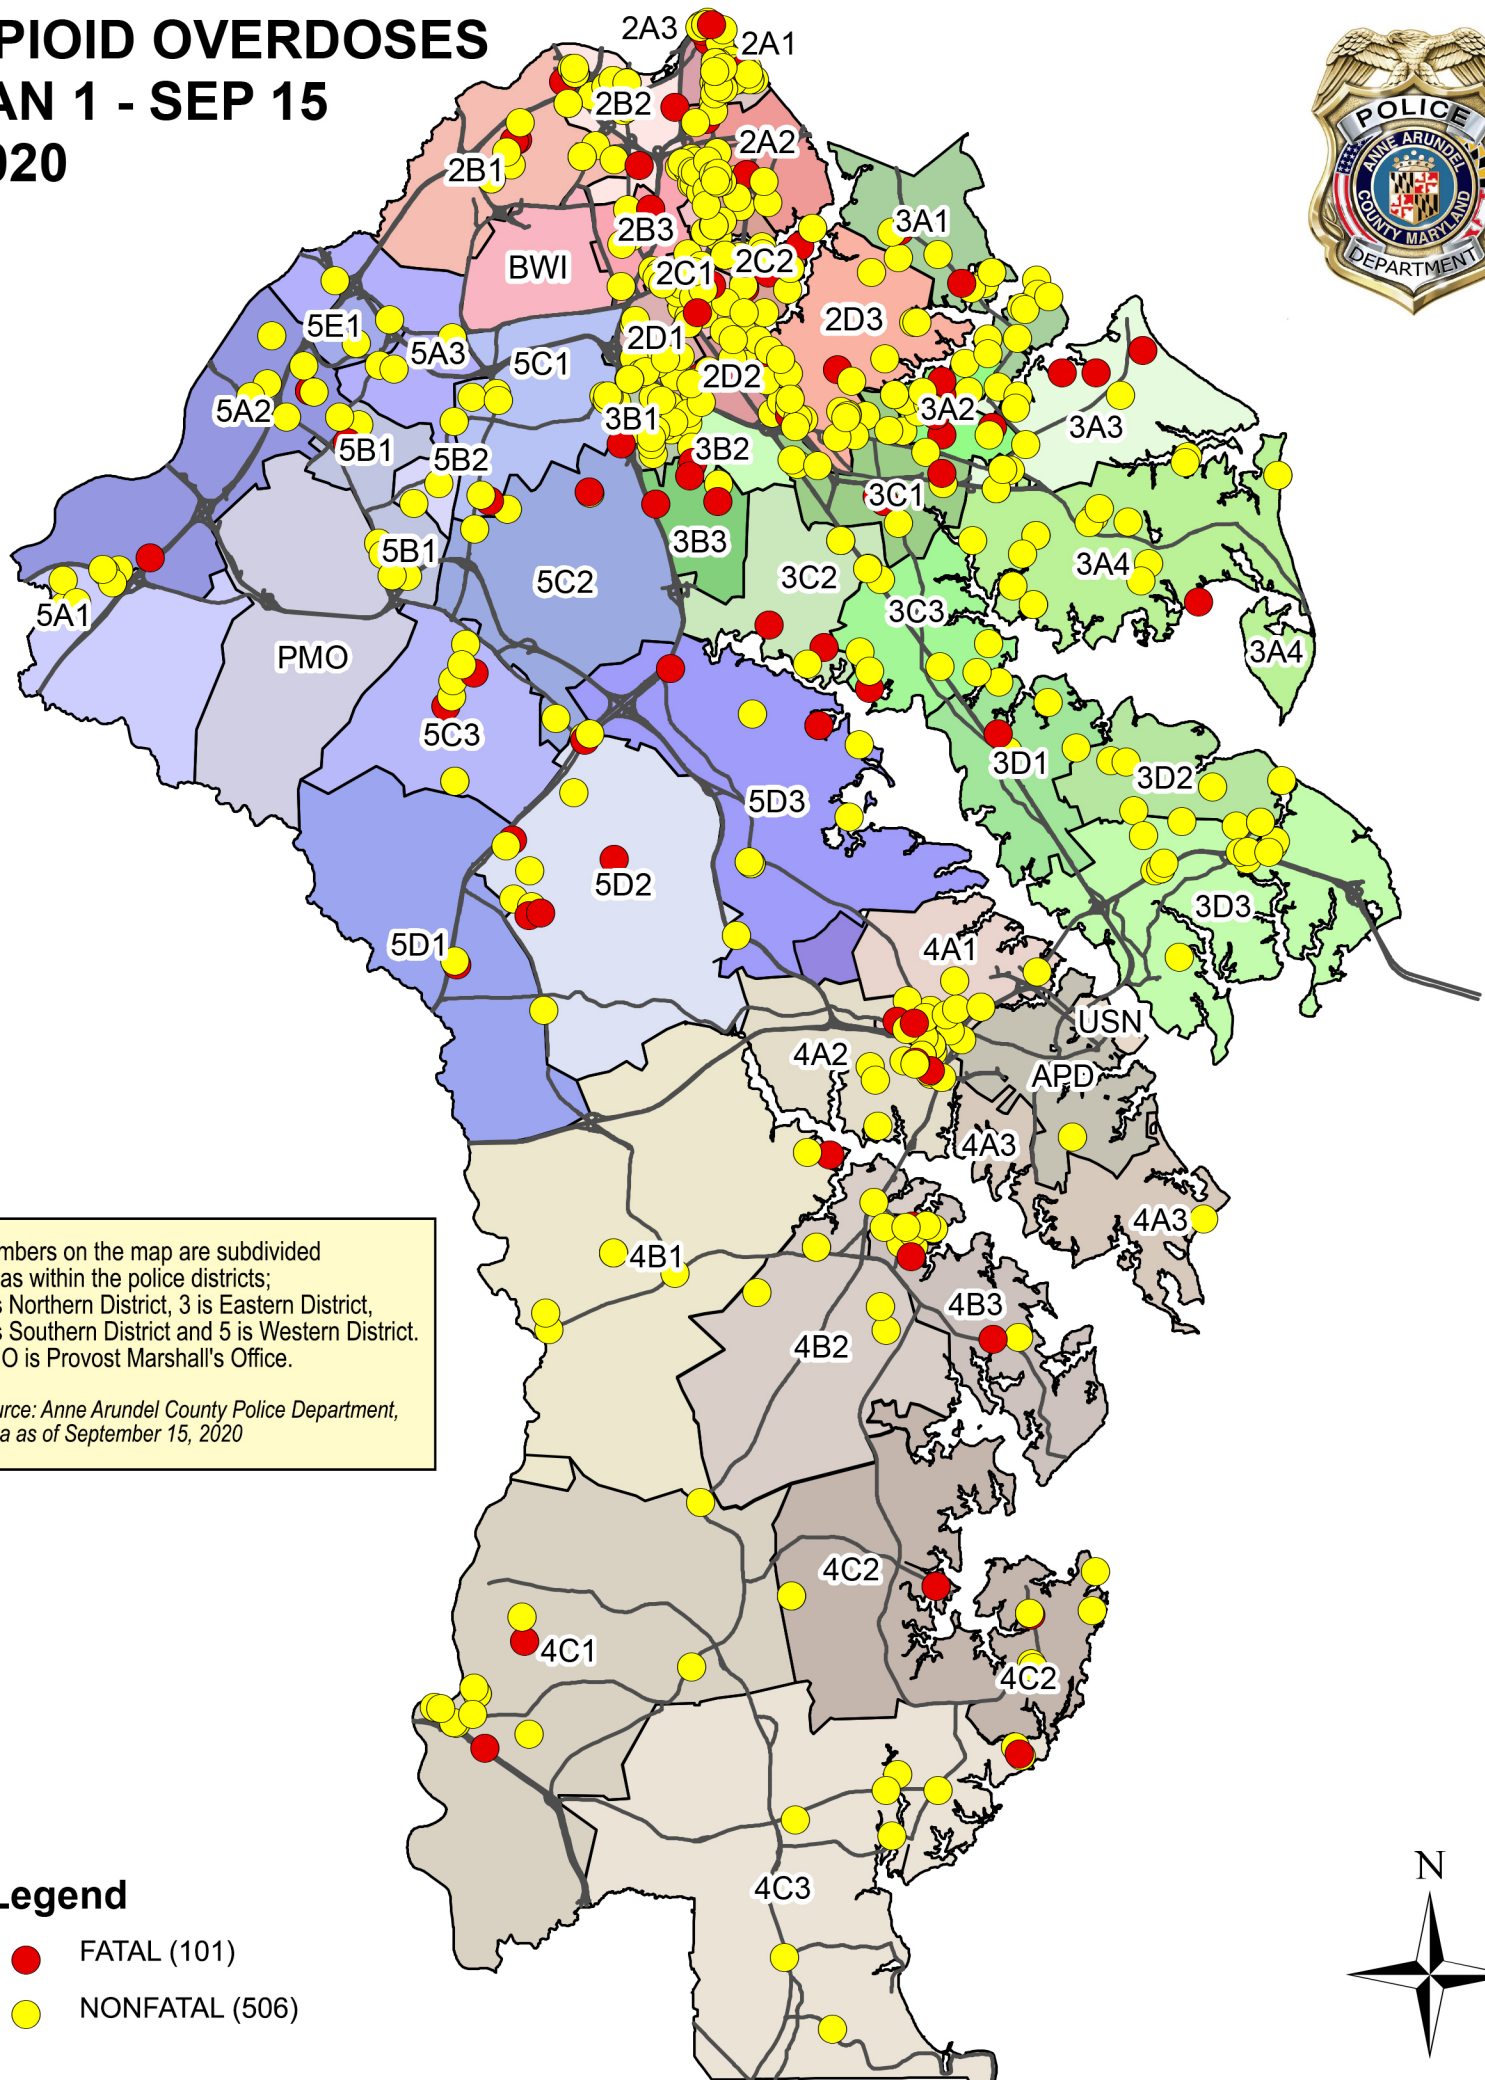 PIOID OVERDOSES
AN 1 - SEP 15
020
POLICE
ANNE ARUNDEL
COUNTY MARYLAND
DEPARTMENT
2A3
2A1
2B2
2A2
2B1
2B3
3A1
BWI
2C1
2C2
2D3
5E1
5A3
2D1
5C1
2D2
5A2
3B1
3A2
3A3
5B1
5B2
3B2
3C1
3B3
5B1
3A4
5C2
3C2
5A1
3C3
PMO
3A4
5C3
3D1
3D2
5D3
5D2
3D3
5D1
4A1
USN
4A2
APD
4A3
4A3
mbers on the map are subdivided
as within the police districts;
s Northern District, 3 is Eastern District,
s Southern District and 5 is Western District.
O is Provost Marshall's Office.
urce: Anne Arundel County Police Department,
a as of September 15, 2020
4B1
4B3
4B2
4C2
4C1
4C2
4C3
N
Legend
FATAL (101)
NONFATAL (506)